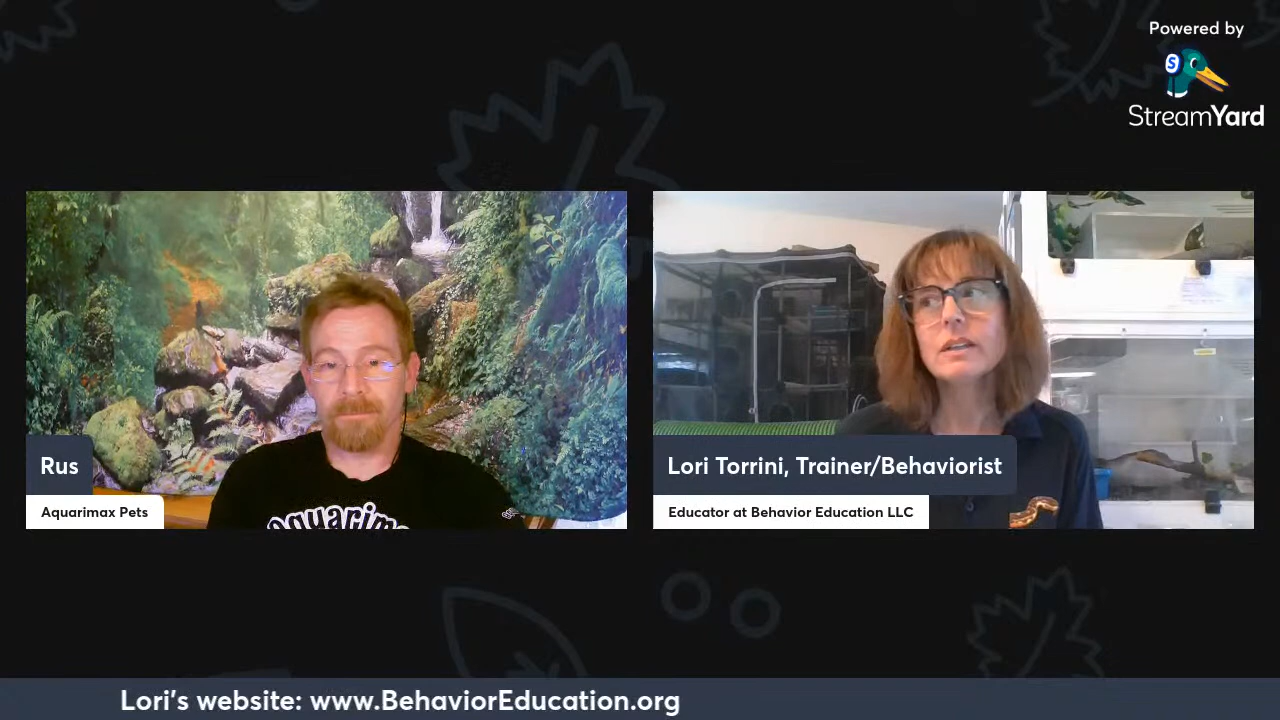 Powered by
S
StreamYard
Rus
Aquarimax Pets
Lori Torrini, Trainer/Behaviorist
Educator at Behavior Education LLC
Lori's website: www.BehaviorEducation.org